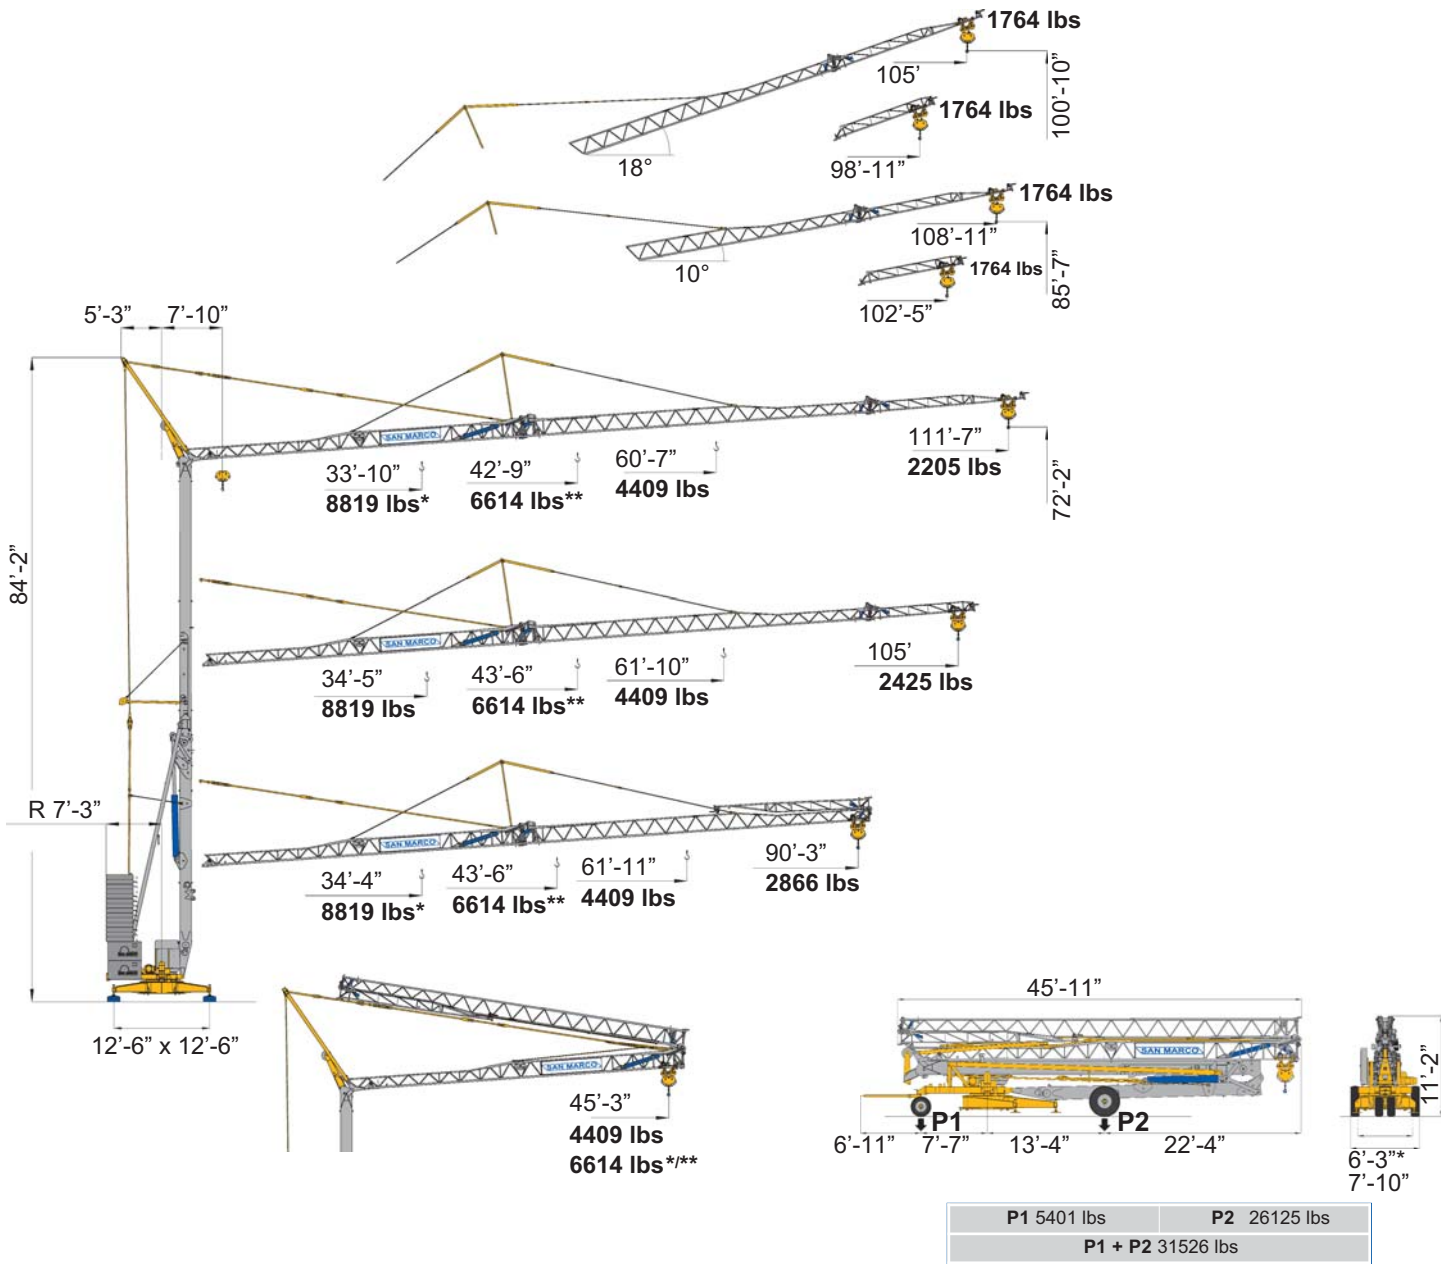 1764 lbs
105’
100’-10”
1764 lbs
98’-11”
18°
1764 lbs
108’-11”
10°
1764 lbs
85’-7”
102’-5”
5’-3”
7’-10”
SAN MARCO
33’-10”
8819 lbs*
42’-9”
6614 lbs**
60’-7”
4409 lbs
111’-7”
2205 lbs
72’-2”
84’-2”
SAN MARCO
34’-5”
8819 lbs
43’-6”
6614 lbs**
61’-10”
4409 lbs
105’
2425 lbs
R 7’-3”
SAN MARCO
34’-4”
8819 lbs*
43’-6”
6614 lbs**
61’-11”
4409 lbs
90’-3”
2866 lbs
12’-6” x 12’-6”
SAN MARCO
45’-3”
4409 lbs
6614 lbs*/**
45’-11”
SAN MARCO
11’-2”
P1
P2
6’-11”
7’-7”
13’-4”
22’-4”
6’-3”*
7’-10”
P1 5401 lbs
P2 26125 lbs
P1 + P2 31526 lbs